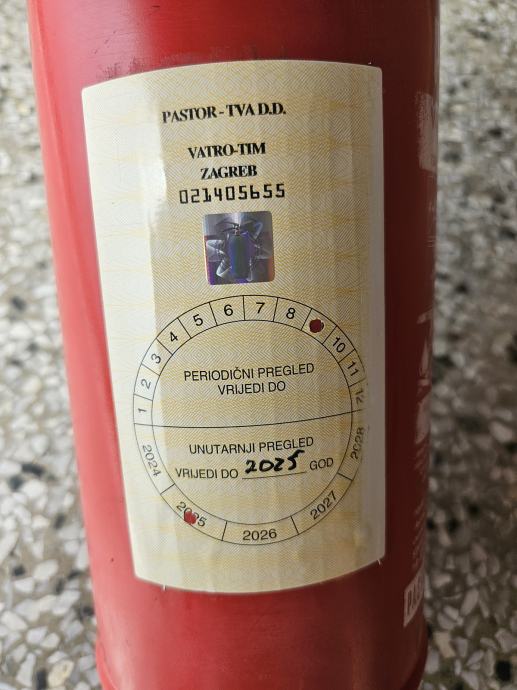 PASTOR - TVA D.D.
VATRO-TIM
ZAGREB
021405655
1 2 3 4 5 6 7 8 10 11 12
PERIODIČNI PREGLED
VRIJEDI DO
UNUTARNJI PREGLED
VRIJEDI DO 2025 GOD
2024 2025 2026 2027 2028